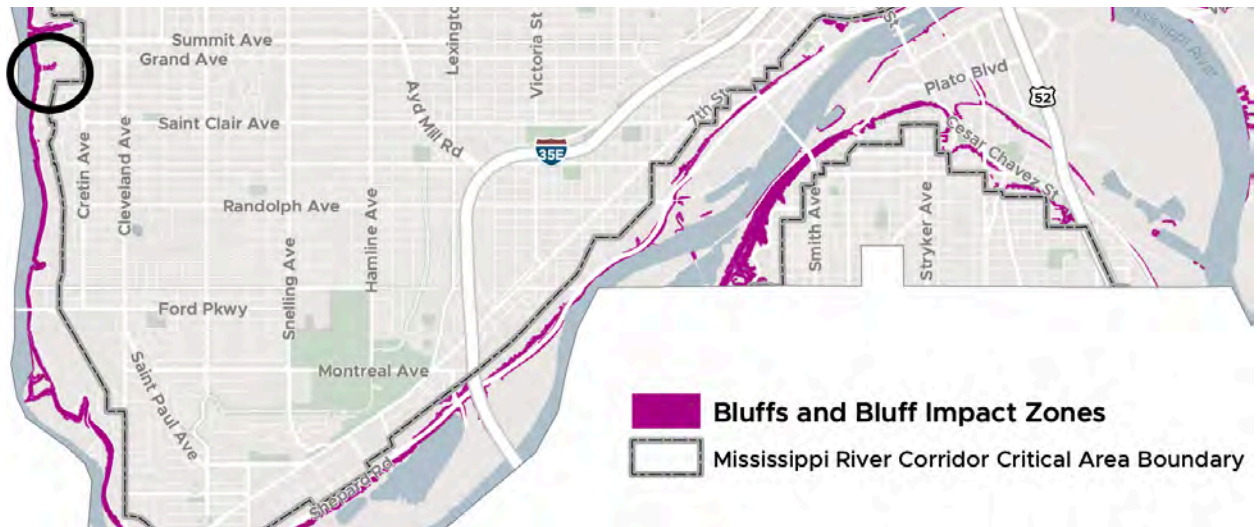 Summit Ave
Grand Ave
Lexington
Victoria St
St
Mississippi River
Plato Blvd
52
Ayd Mill Rd
7th St
Saint Clair Ave
Cesar Chavez St
35E
Cretin Ave
Cleveland Ave
Randolph Ave
Hamline Ave
Smith Ave
Stryker Ave
Snelling Ave
Ford Pkwy
Montreal Ave
Saint Paul Ave
Shepard Rd
Bluffs and Bluff Impact Zones
Mississippi River Corridor Critical Area Boundary